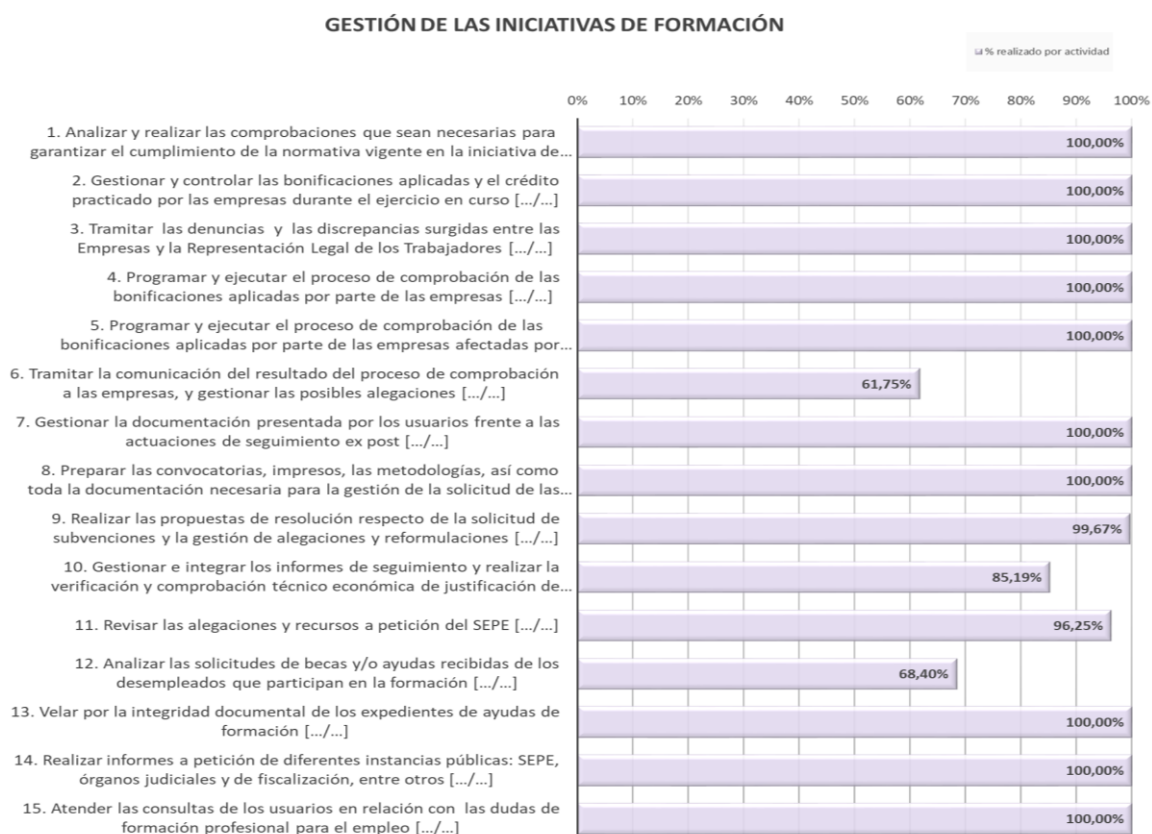 GESTIÓN DE LAS INICIATIVAS DE FORMACIÓN
% realizado por actividad
0% 10% 20% 30% 40% 50% 60% 70% 80% 90% 100%
1. Analizar y realizar las comprobaciones que sean necesarias para
garantizar el cumplimiento de la normativa vigente en la iniciativa de...
100,00%
2. Gestionar y controlar las bonificaciones aplicadas y el crédito
practicado por las empresas durante el ejercicio en curso [.../...]
100,00%
3. Tramitar las denuncias y las discrepancias surgidas entre las
Empresas y la Representación Legal de los Trabajadores [.../...]
100,00%
4. Programar y ejecutar el proceso de comprobación de las
bonificaciones aplicadas por parte de las empresas [.../...]
100,00%
5. Programar y ejecutar el proceso de comprobación de las
bonificaciones aplicadas por parte de las empresas afectadas por...
100,00%
6. Tramitar la comunicación del resultado del proceso de comprobación
a las empresas, y gestionar las posibles alegaciones [.../...]
61,75%
7. Gestionar la documentación presentada por los usuarios frente a las
actuaciones de seguimiento ex post [.../...]
100,00%
8. Preparar las convocatorias, impresos, las metodologías, así como
toda la documentación necesaria para la gestión de la solicitud de las...
100,00%
9. Realizar las propuestas de resolución respecto de la solicitud de
subvenciones y la gestión de alegaciones y reformulaciones [.../...]
99,67%
10. Gestionar e integrar los informes de seguimiento y realizar la
verificación y comprobación técnico económica de justificación de...
85,19%
11. Revisar las alegaciones y recursos a petición del SEPE [.../...]
96,25%
12. Analizar las solicitudes de becas y/o ayudas recibidas de los
desempleados que participan en la formación [.../...]
68,40%
13. Velar por la integridad documental de los expedientes de ayudas de
formación [.../...]
100,00%
14. Realizar informes a petición de diferentes instancias públicas: SEPE,
órganos judiciales y de fiscalización, entre otros [.../...]
100,00%
15. Atender las consultas de los usuarios en relación con las dudas de
formación profesional para el empleo [.../...]
100,00%